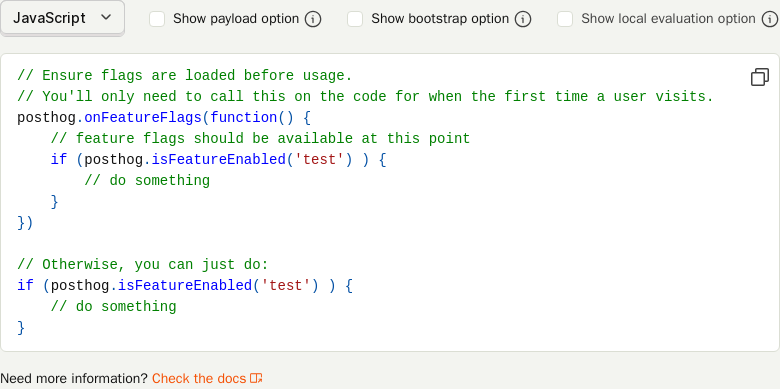 JavaScript Show payload option Show bootstrap option Show local evaluation option
// Ensure flags are loaded before usage.
// You'll only need to call this on the code for when the first time a user visits.
posthog.onFeatureFlags(function() {
    // feature flags should be available at this point
    if (posthog.isFeatureEnabled('test') ) {
        // do something
    }
})

// Otherwise, you can just do:
if (posthog.isFeatureEnabled('test') ) {
    // do something
}
Need more information? Check the docs